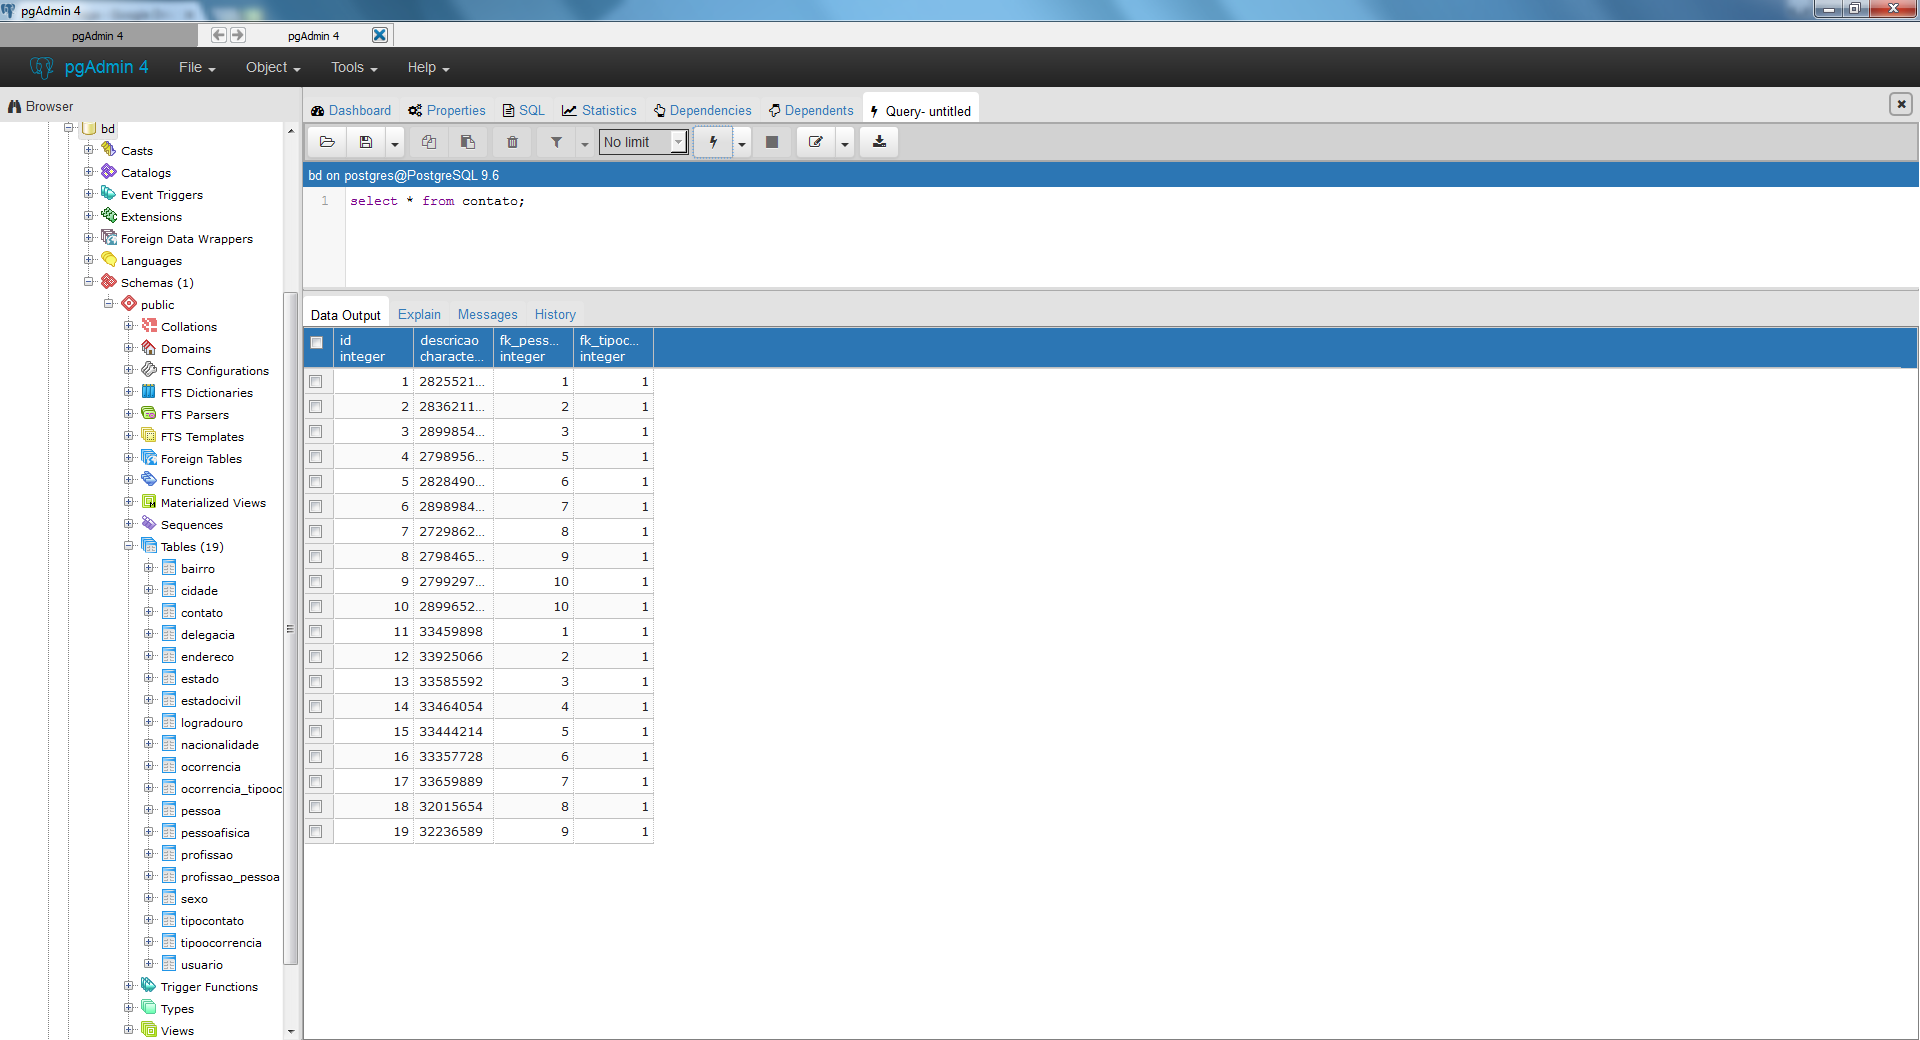 pgAdmin 4
pgAdmin 4
pgAdmin 4
pgAdmin 4 File Object Tools Help
Browser
Dashboard Properties SQL Statistics Dependencies Dependents Query- untitled
No limit
bd on postgres@PostgreSQL 9.6
1 select * from contato;
bd
Casts
Catalogs
Event Triggers
Extensions
Foreign Data Wrappers
Languages
Schemas (1)
public
Collations
Domains
FTS Configurations
FTS Dictionaries
FTS Parsers
FTS Templates
Foreign Tables
Functions
Materialized Views
Sequences
Tables (19)
bairro
cidade
contato
delegacia
endereco
estado
estadocivil
logradouro
nacionalidade
ocorrencia
ocorrencia_tipooc
pessoa
pessoafisica
profissao
profissao_pessoa
sexo
tipocontato
tipoocorrencia
usuario
Trigger Functions
Types
Views
Data Output Explain Messages History
id descricao fk_pess... fk_tipoc...
integer characte... integer integer
1 2825521... 1 1
2 2836211... 2 1
3 2899854... 3 1
4 2798956... 5 1
5 2828490... 6 1
6 2898984... 7 1
7 2729862... 8 1
8 2798465... 9 1
9 2799297... 10 1
10 2899652... 10 1
11 33459898 1 1
12 33925066 2 1
13 33585592 3 1
14 33464054 4 1
15 33444214 5 1
16 33357728 6 1
17 33659889 7 1
18 32015654 8 1
19 32236589 9 1